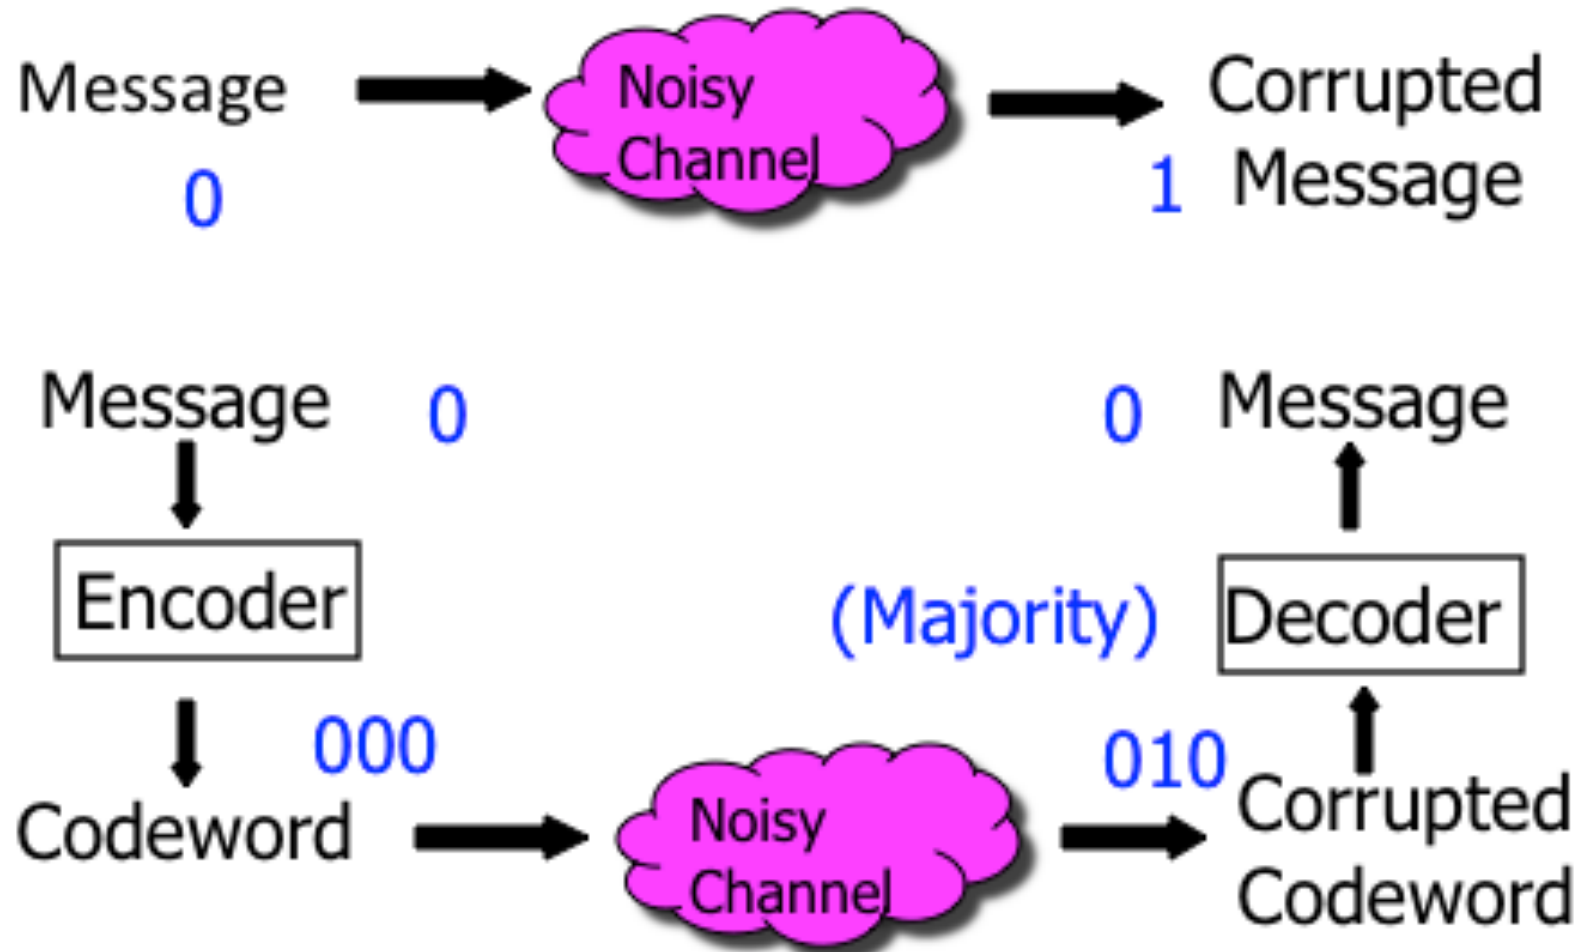 Message
Noisy
Channel
Corrupted
0
1 Message
Message 0
0 Message
Encoder
(Majority) Decoder
000
010
Codeword
Noisy
Channel
Corrupted
Codeword